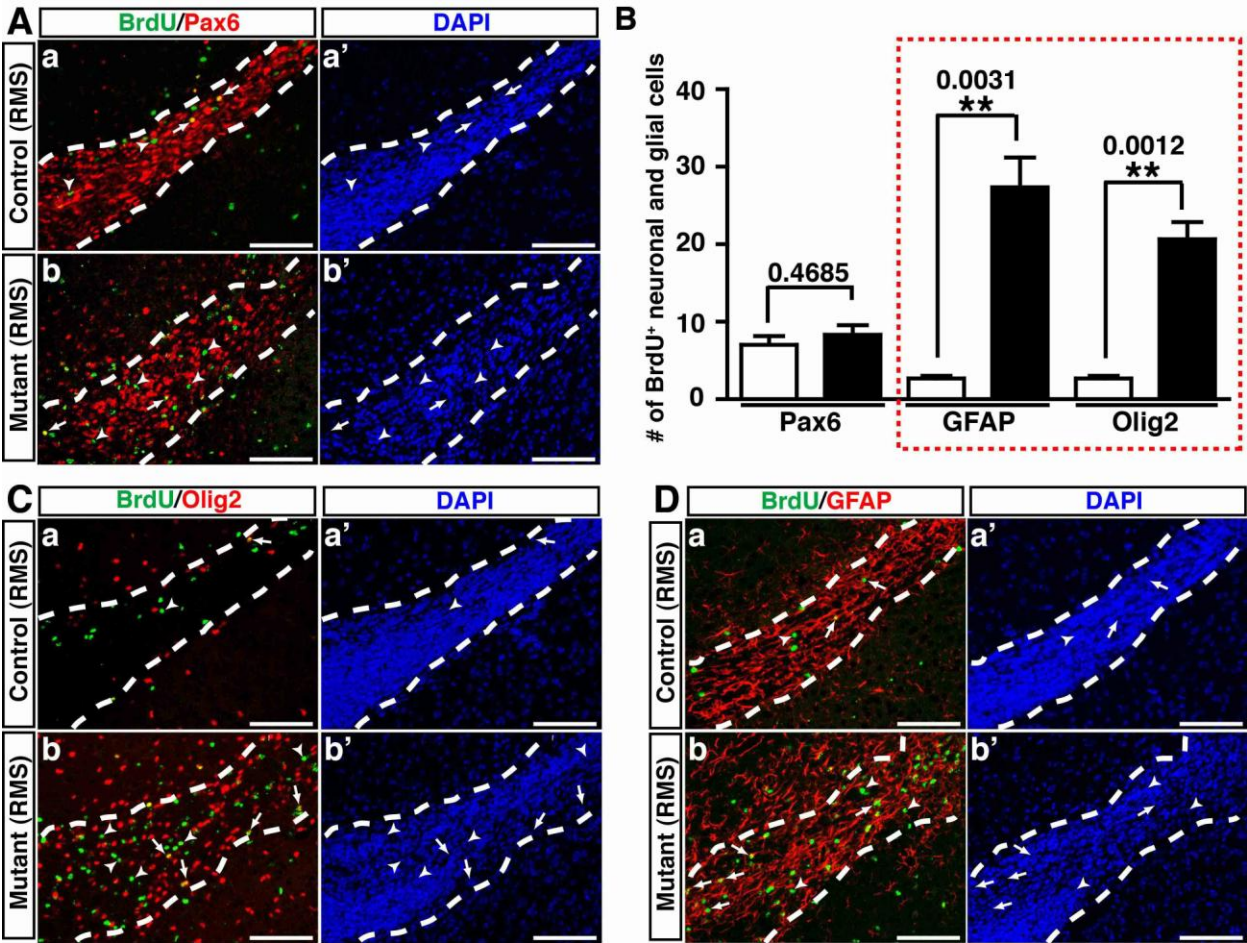 A
BrdU/Pax6
DAPI
Control (RMS)
a
a’
Mutant (RMS)
b
b’
B
# of BrdU⁺ neuronal and glial cells
40
30
20
10
0
0.4685
0.0031
**
0.0012
**
Pax6
GFAP
Olig2
C
BrdU/Olig2
DAPI
Control (RMS)
a
a’
Mutant (RMS)
b
b’
D
BrdU/GFAP
DAPI
Control (RMS)
a
a’
Mutant (RMS)
b
b’